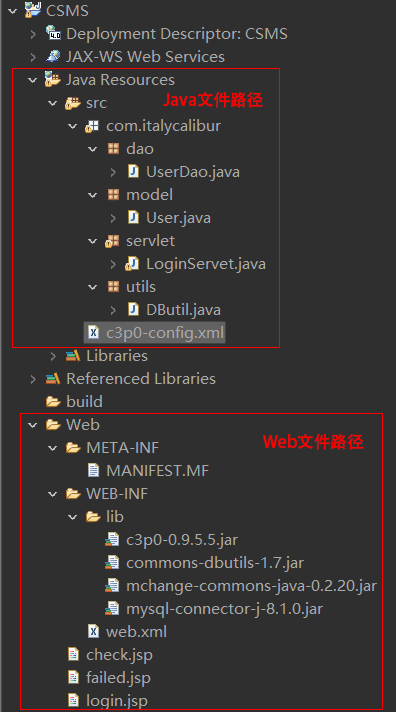 CSMS
Deployment Descriptor: CSMS
JAX-WS Web Services
Java Resources
src
Java文件路径
com.italycalibur
dao
UserDao.java
model
User.java
servlet
LoginServet.java
utils
DButil.java
c3p0-config.xml
Libraries
Referenced Libraries
build
Web
Web文件路径
META-INF
MANIFEST.MF
WEB-INF
lib
c3p0-0.9.5.5.jar
commons-dbutils-1.7.jar
mchange-commons-java-0.2.20.jar
mysql-connector-j-8.1.0.jar
web.xml
check.jsp
failed.jsp
login.jsp